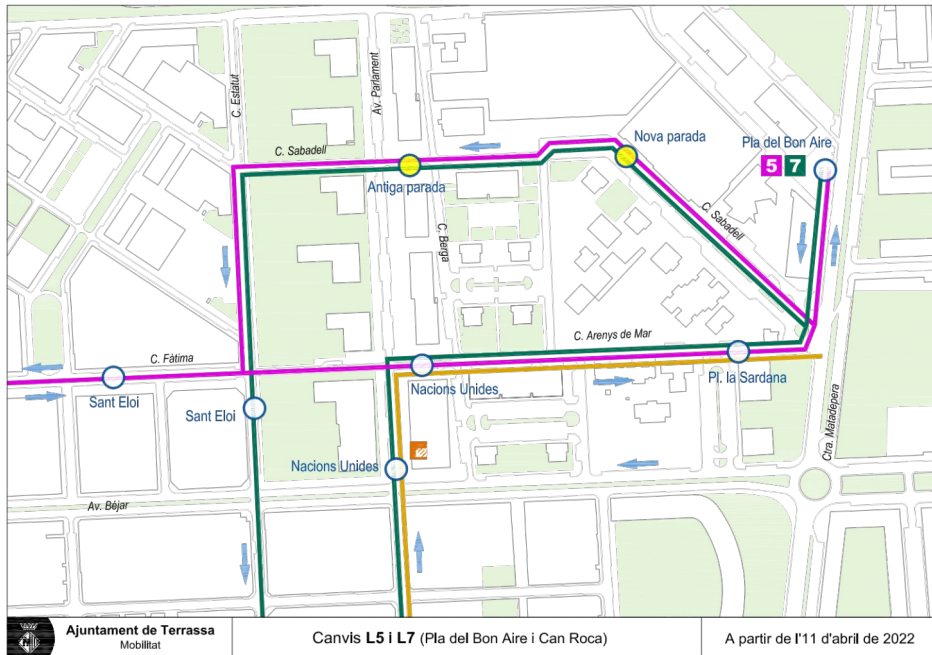 C. Estatut
Av. Parlament
C. Sabadell
Nova parada
Pla del Bon Aire
5 7
Antiga parada
C. Sabadell
C. Berga
C. Arenys de Mar
C. Fàtima
Nacions Unides
Pl. la Sardana
Sant Eloi
Sant Eloi
Ctra. Matadepera
Nacions Unides
Av. Bèjar
Ajuntament de Terrassa
Mobilitat
Canvis L5 i L7 (Pla del Bon Aire i Can Roca)
A partir de l'11 d'abril de 2022